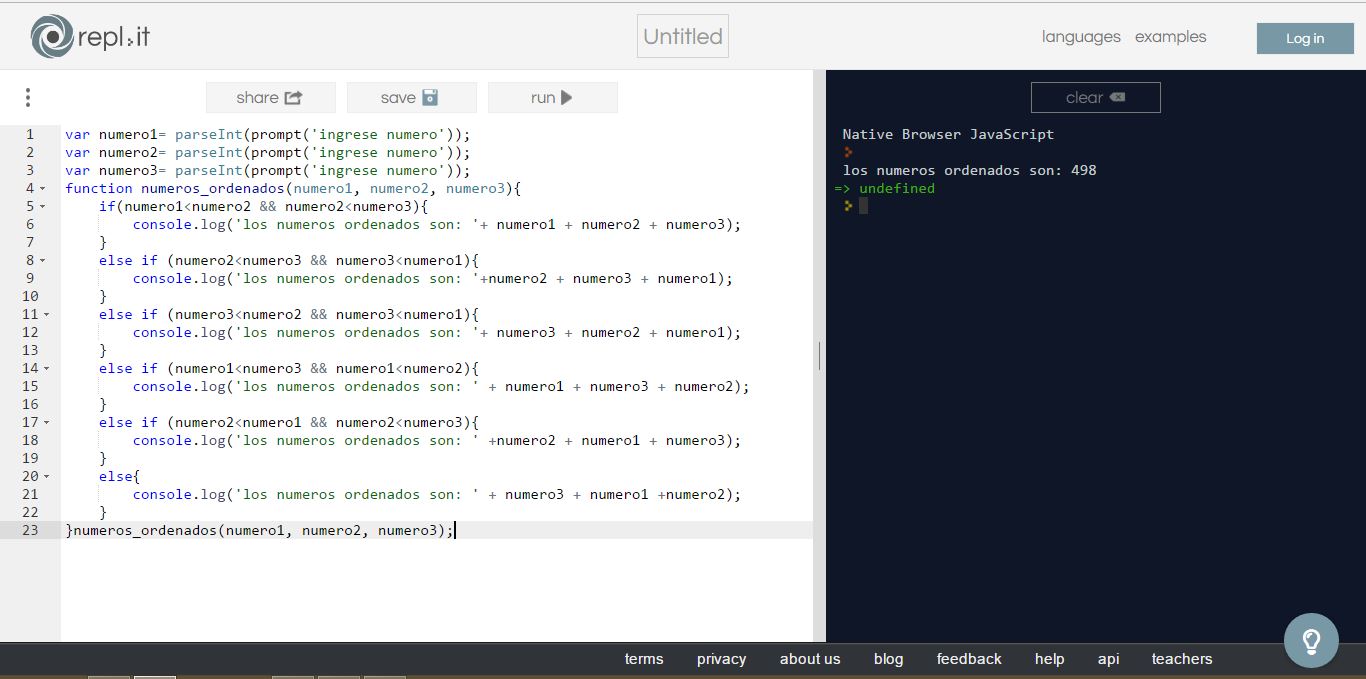 repl.it
Untitled
languages examples Log in
share save run
clear
1 var numero1= parseInt(prompt('ingrese numero'));
2 var numero2= parseInt(prompt('ingrese numero'));
3 var numero3= parseInt(prompt('ingrese numero'));
4 function numeros_ordenados(numero1, numero2, numero3){
5 if(numero1<numero2 && numero2<numero3){
6 console.log('los numeros ordenados son: '+ numero1 + numero2 + numero3);
7 }
8 else if (numero2<numero3 && numero3<numero1){
9 console.log('los numeros ordenados son: '+numero2 + numero3 + numero1);
10 }
11 else if (numero3<numero2 && numero3<numero1){
12 console.log('los numeros ordenados son: '+ numero3 + numero2 + numero1);
13 }
14 else if (numero1<numero3 && numero1<numero2){
15 console.log('los numeros ordenados son: ' + numero1 + numero3 + numero2);
16 }
17 else if (numero2<numero1 && numero2<numero3){
18 console.log('los numeros ordenados son: ' +numero2 + numero1 + numero3);
19 }
20 else{
21 console.log('los numeros ordenados son: ' + numero3 + numero1 +numero2);
22 }
23 }numeros_ordenados(numero1, numero2, numero3);
Native Browser JavaScript
los numeros ordenados son: 498
=> undefined
terms privacy about us blog feedback help api teachers